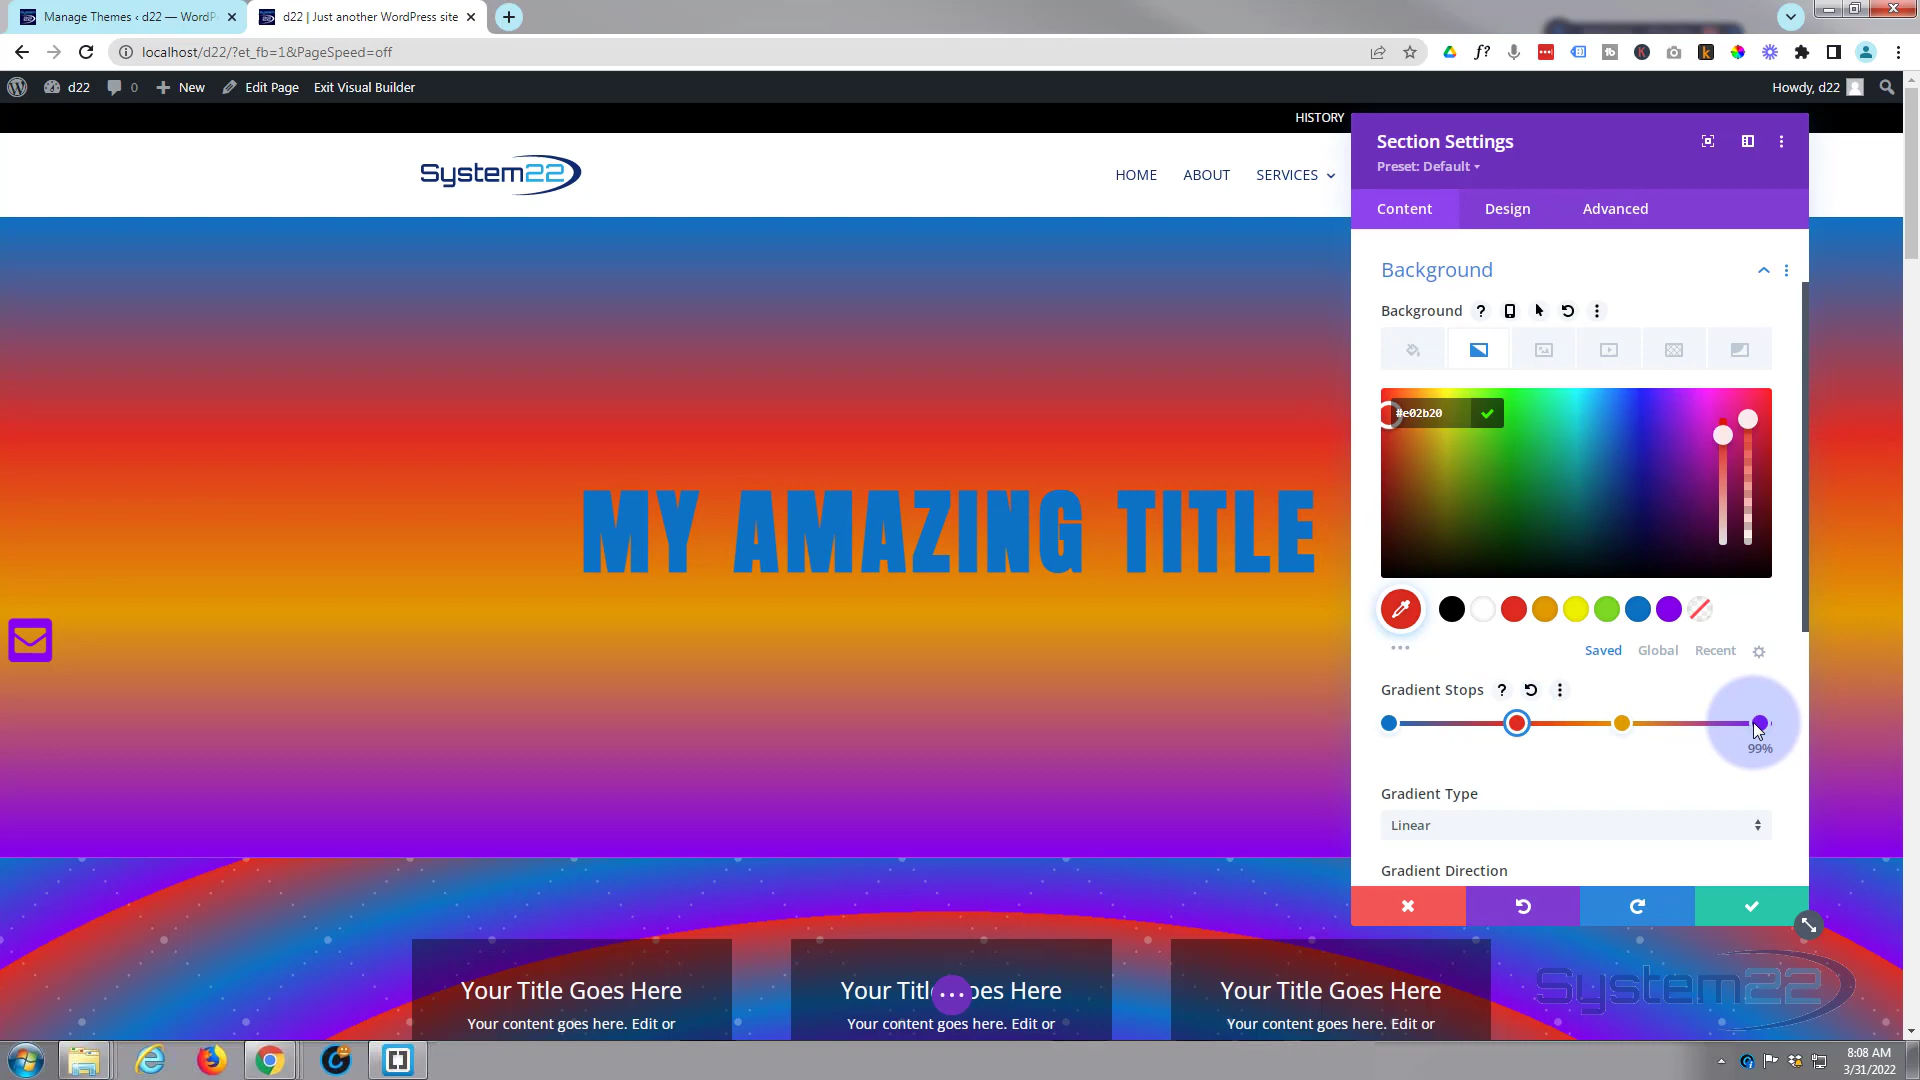 Manage Themes ‹ d22 — WordP
d22 | Just another WordPress site
localhost/d22/?et_fb=1&PageSpeed=off
d22
0
New
Edit Page
Exit Visual Builder
Howdy, d22
HISTORY
System22
HOME
ABOUT
SERVICES
MY AMAZING TITLE
Section Settings
Preset: Default
Content
Design
Advanced
Background
Background
#e02b20
Saved
Global
Recent
Gradient Stops
99%
Gradient Type
Linear
Gradient Direction
Your Title Goes Here
Your content goes here. Edit or
Your Titl oes Here
Your content goes here. Edit or
Your Title Goes Here
Your content goes here. Edit or
System22
8:08 AM
3/31/2022